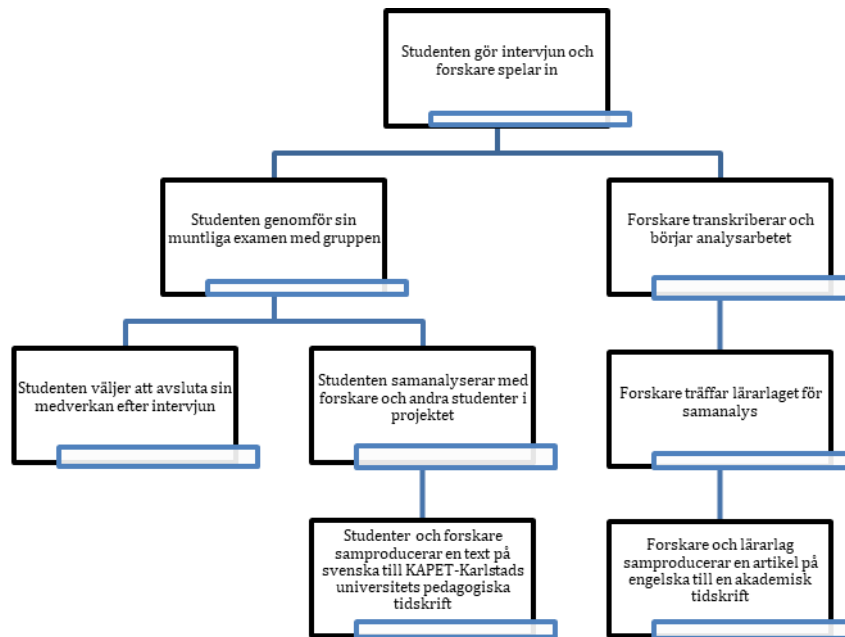 Studenten gör intervjun och
forskare spelar in
Studenten genomför sin
muntliga examen med gruppen
Forskare transkriberar och
börjar analysarbetet
Studenten väljer att avsluta sin
medverkan efter intervjun
Studenten samanalyserar med
forskare och andra studenter i
projektet
Forskare träffar lärarlaget för
samanalys
Studenter och forskare
samproducerar en text på
svenska till KAPET-Karlstads
universitets pedagogiska
tidskrift
Forskare och lärarlag
samproducerar en artikel på
engelska till en akademisk
tidskrift